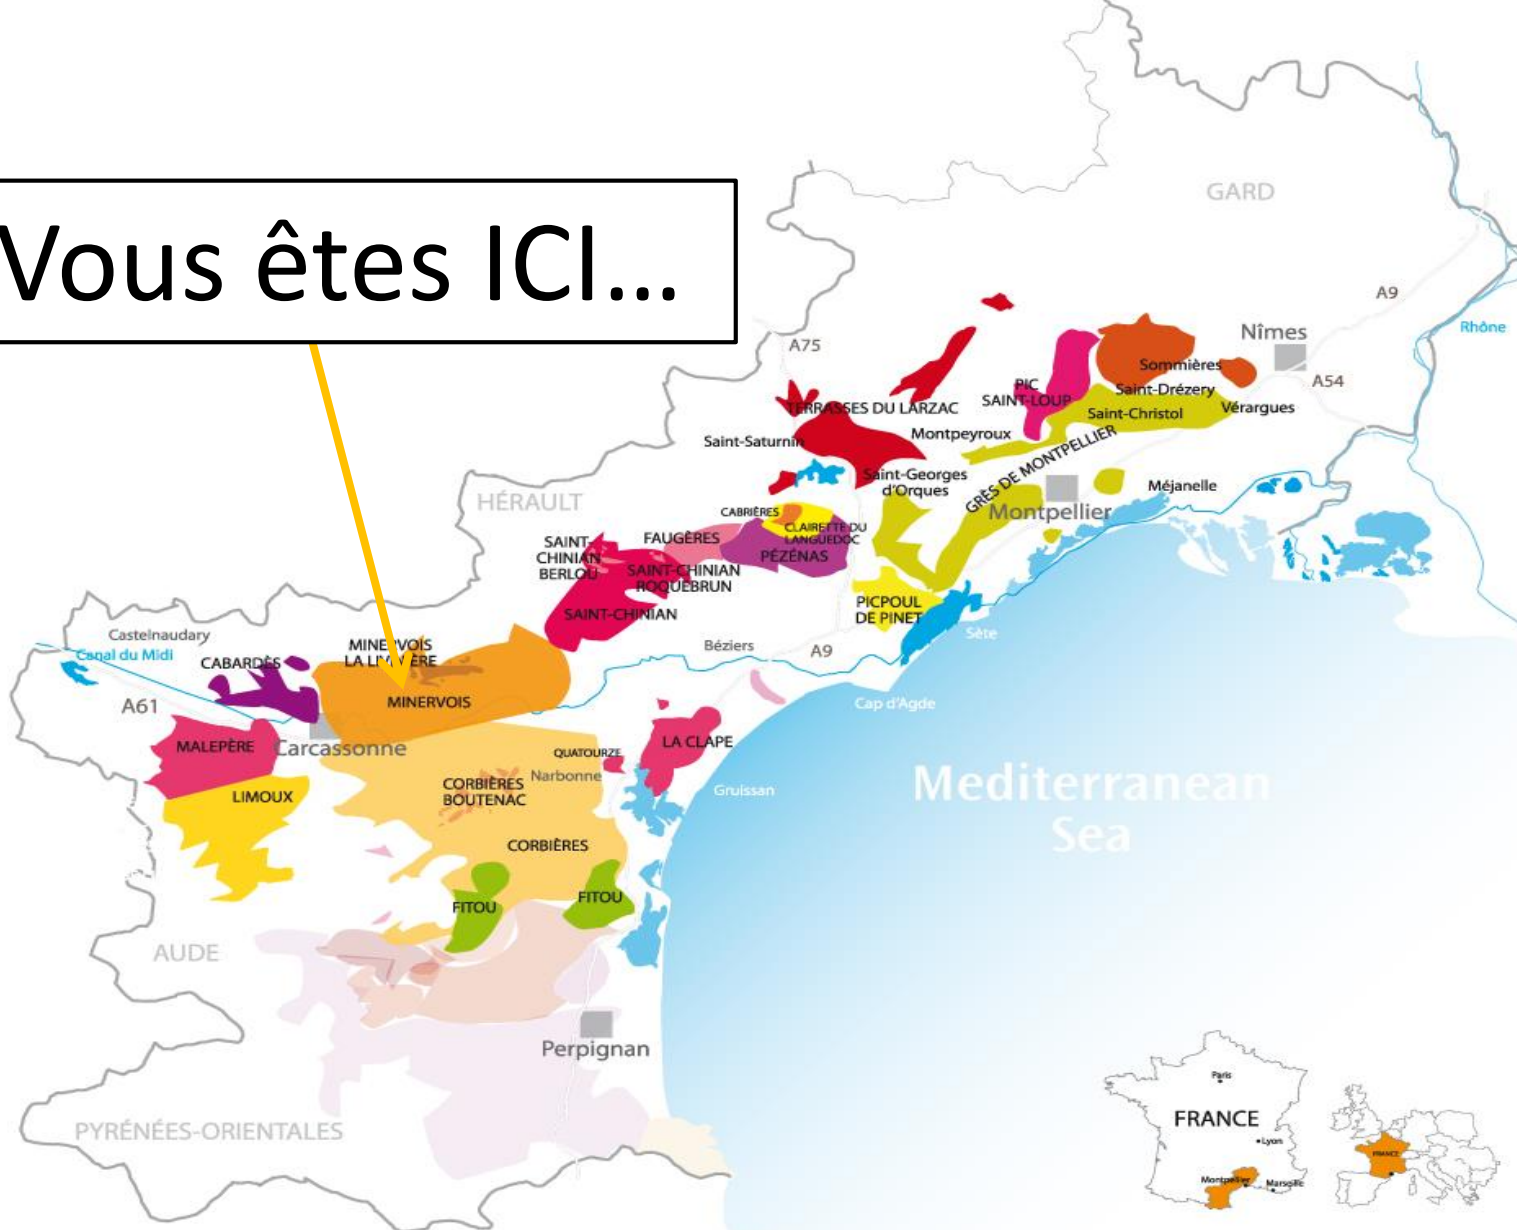 Vous êtes ICI...
GARD
A9
Rhône
Nîmes
A75
A54
Sommières
PIC
SAINT-LOUP
Saint-Drézery
TERRASSES DU LARZAC
Saint-Christol
Vérargues
Montpeyroux
Saint-Saturnin
GRÈS DE MONTPELLIER
Saint-Georges
d'Orques
Méjanelle
HÉRAULT
Montpellier
CABRIÈRES
CLAIRETTE DU
LANGUEDOC
FAUGÈRES
PÉZÉNAS
SAINT-
CHINIAN
BERLOU
SAINT-CHINIAN
ROQUEBRUN
SAINT-CHINIAN
PICPOUL
DE PINET
Sète
Castelnaudary
Canal du Midi
CABARDÈS
MINERVOIS
LA LIVINIÈRE
Béziers
A9
MINERVOIS
Cap d'Agde
A61
MALEPÈRE
Carcassonne
QUATOURZE
LA CLAPE
Narbonne
LIMOUX
CORBIÈRES
BOUTENAC
Gruissan
Mediterranean
Sea
CORBIÈRES
FITOU
FITOU
AUDE
Perpignan
PYRÉNÉES-ORIENTALES
Paris
FRANCE
Lyon
Montpellier
Marseille
FRANCE